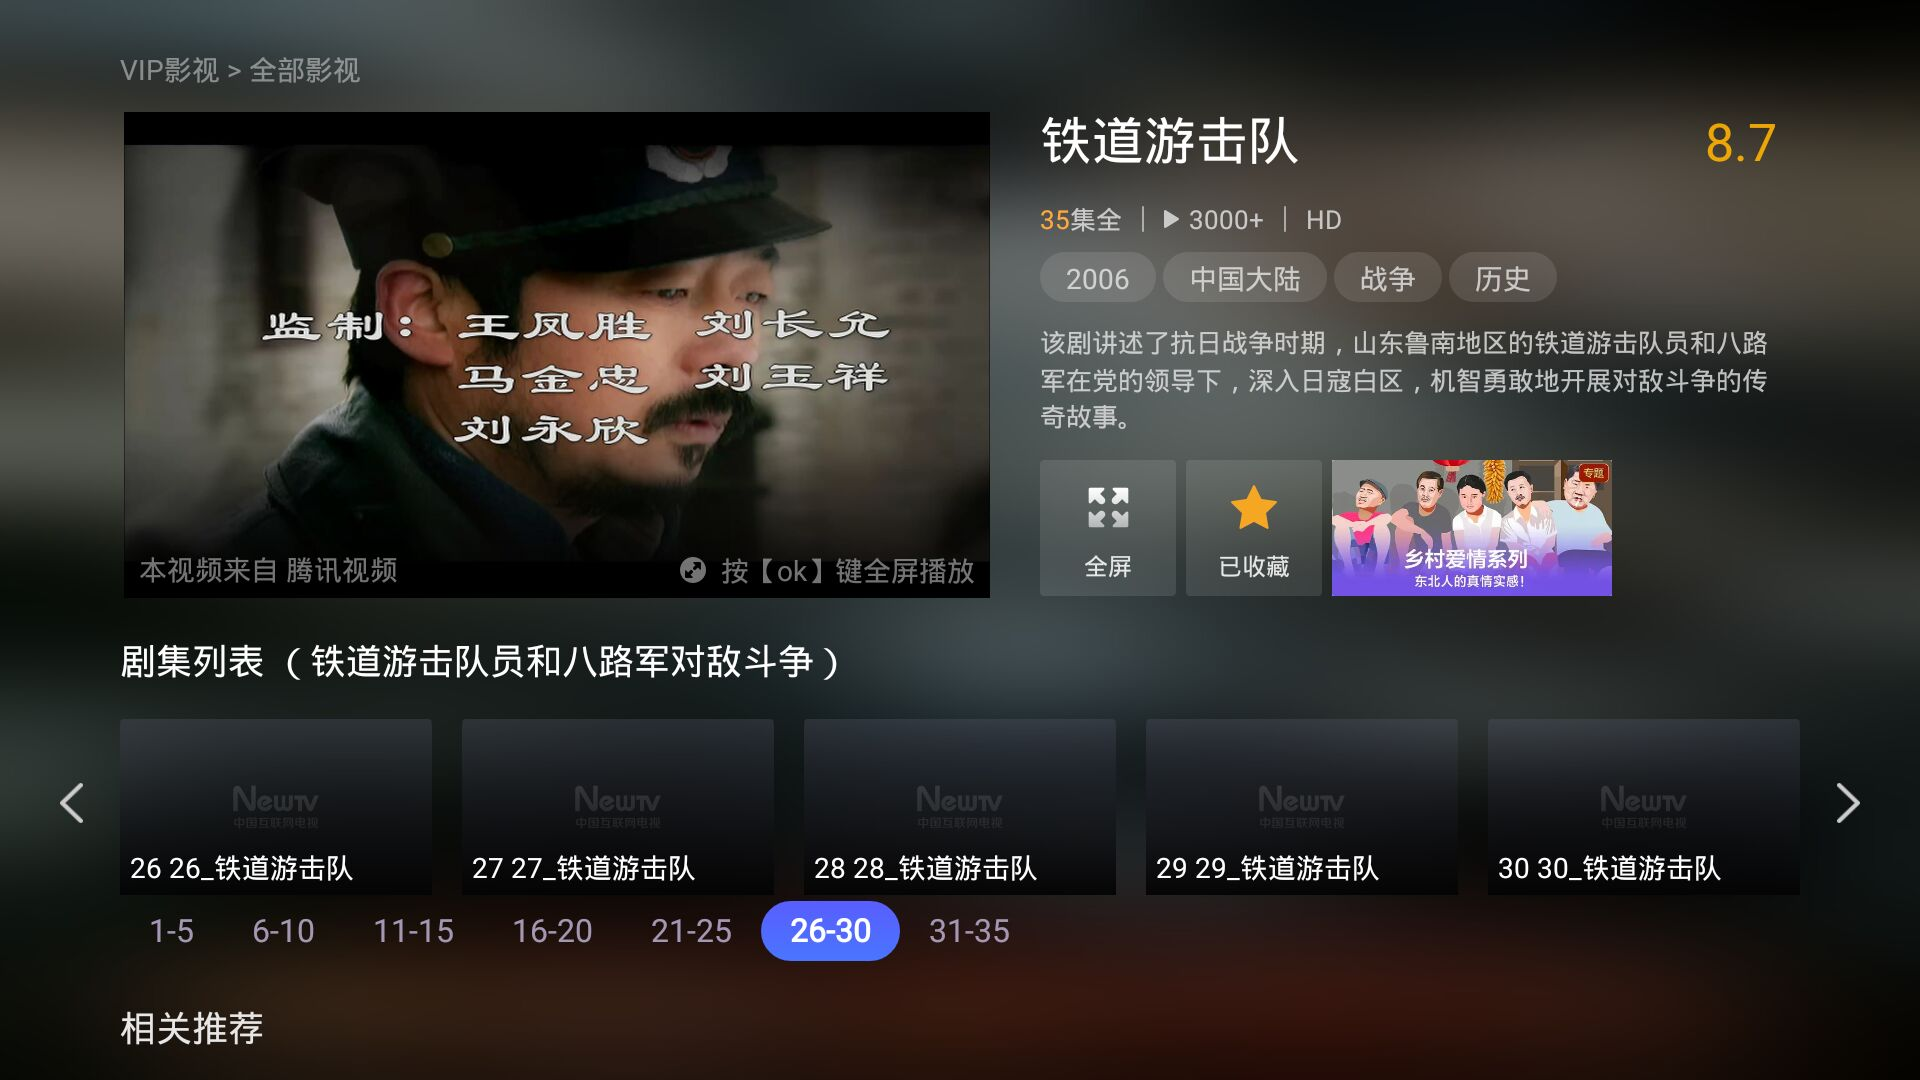 VIP影视 > 全部影视
监制：王凤胜 刘长允
马金忠 刘玉祥
刘永欣
本视频来自 腾讯视频
按【ok】键全屏播放
铁道游击队
8.7
35集全 | 3000+ | HD
2006 中国大陆 战争 历史
该剧讲述了抗日战争时期，山东鲁南地区的铁道游击队员和八路
军在党的领导下，深入日寇白区，机智勇敢地开展对敌斗争的传
奇故事。
全屏
已收藏
专题
乡村爱情系列
东北人的真情实感！
剧集列表 （铁道游击队员和八路军对敌斗争）
NewTV
中国互联网电视
26 26_铁道游击队
NewTV
中国互联网电视
27 27_铁道游击队
NewTV
中国互联网电视
28 28_铁道游击队
NewTV
中国互联网电视
29 29_铁道游击队
NewTV
中国互联网电视
30 30_铁道游击队
1-5 6-10 11-15 16-20 21-25 26-30 31-35
相关推荐